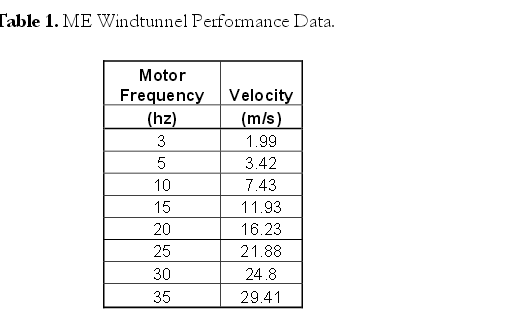 Table 1. ME Windtunnel Performance Data.
Motor
Frequency Velocity
(hz) (m/s)
3 1.99
5 3.42
10 7.43
15 11.93
20 16.23
25 21.88
30 24.8
35 29.41